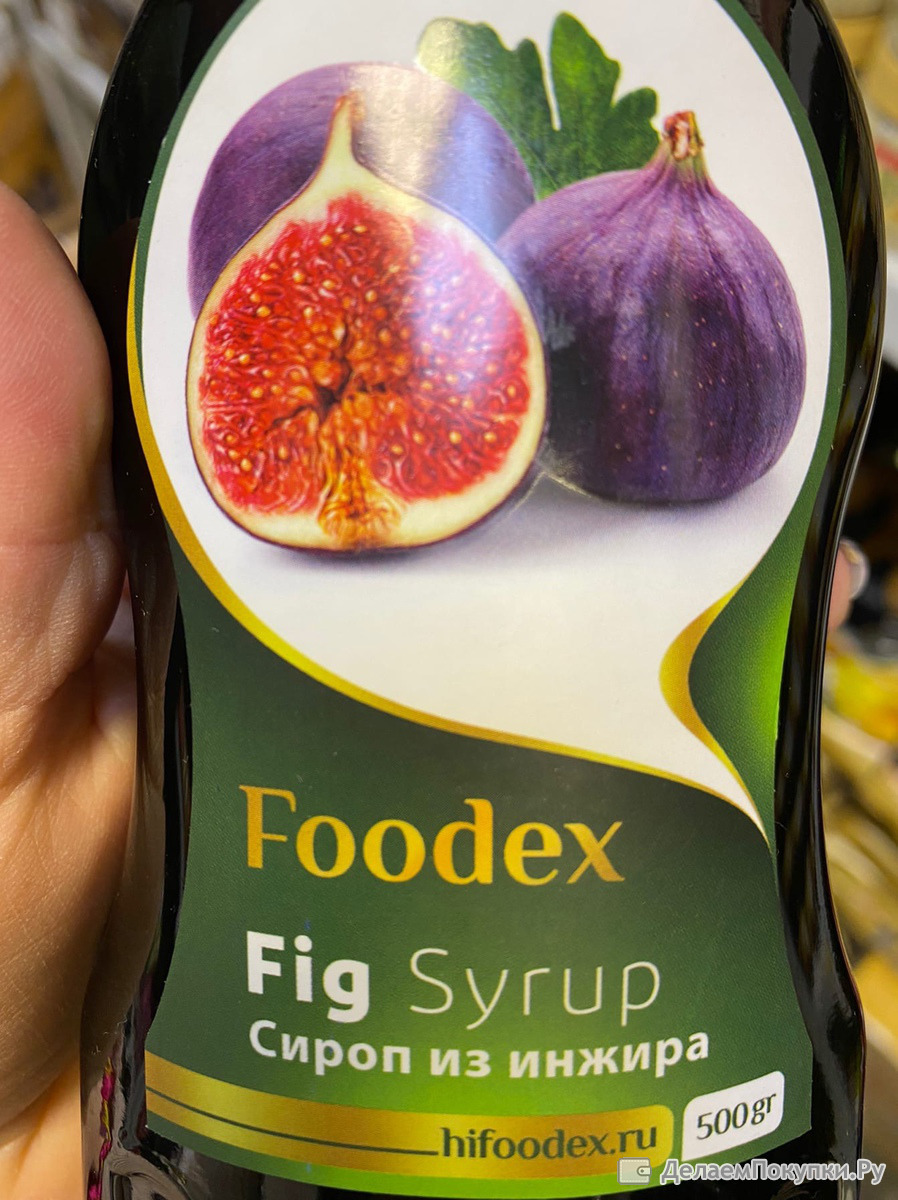 Foodex
Fig Syrup
Сироп из инжира
500gr
hifoodex.ru
ДелаемПокупки.Ру